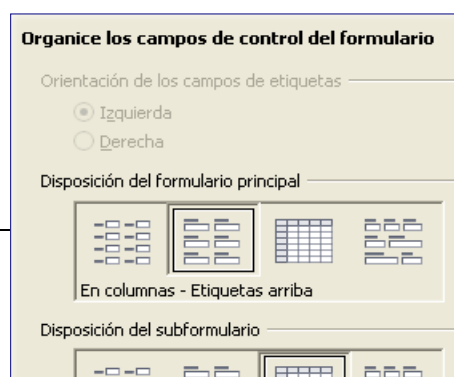 Organice los campos de control del formulario
Orientación de los campos de etiquetas
Izquierda
Derecha
Disposición del formulario principal
En columnas - Etiquetas arriba
Disposición del subformulario